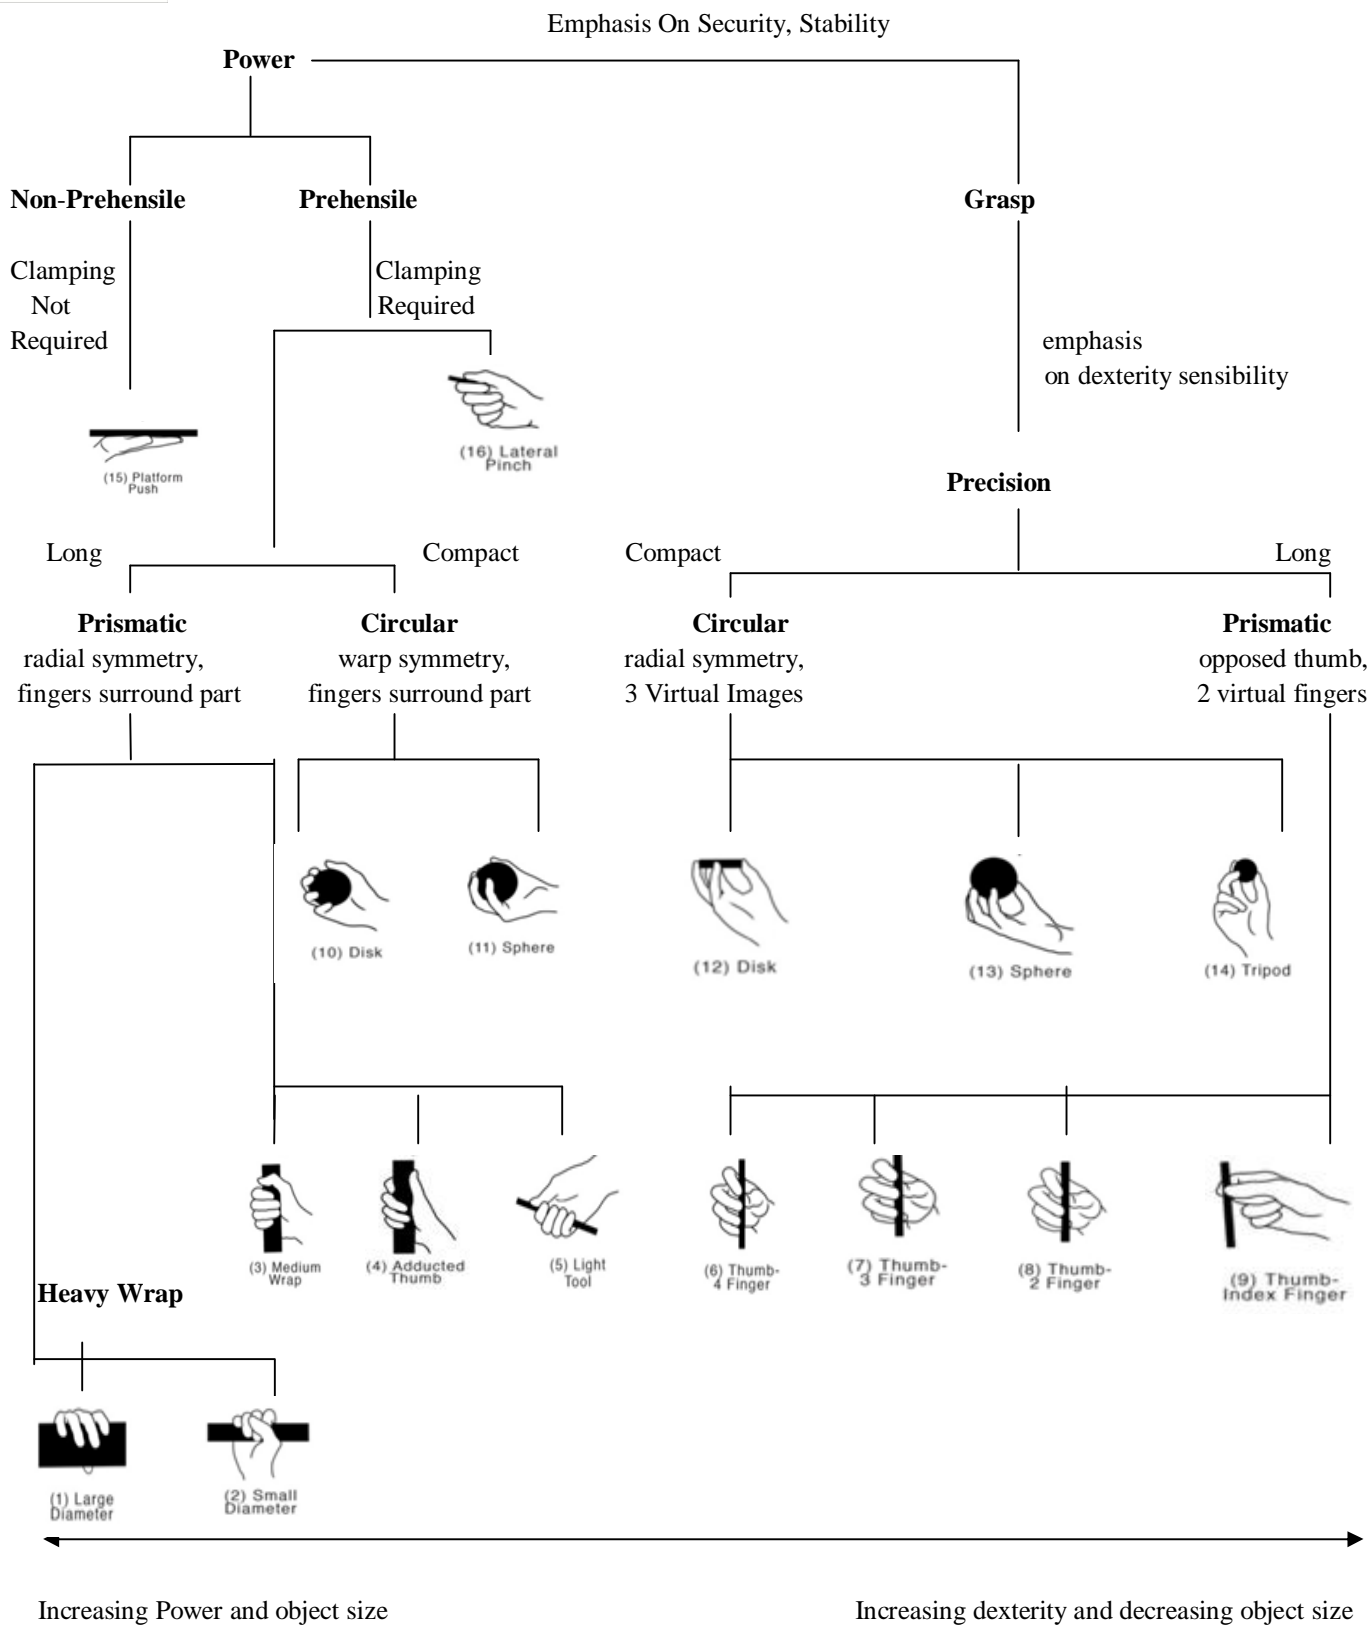 Emphasis On Security, Stability
Power
Non-Prehensile
Prehensile
Grasp
Clamping
Not
Required
Clamping
Required
emphasis
on dexterity sensibility
(15) Platform
Push
(16) Lateral
Pinch
Precision
Long
Compact
Compact
Long
Prismatic
radial symmetry,
fingers surround part
Circular
warp symmetry,
fingers surround part
Circular
radial symmetry,
3 Virtual Images
Prismatic
opposed thumb,
2 virtual fingers
(10) Disk
(11) Sphere
(12) Disk
(13) Sphere
(14) Tripod
(3) Medium
Wrap
(4) Adducted
Thumb
(5) Light
Tool
(6) Thumb-
4 Finger
(7) Thumb-
3 Finger
(8) Thumb-
2 Finger
(9) Thumb-
Index Finger
Heavy Wrap
(1) Large
Diameter
(2) Small
Diameter
Increasing Power and object size
Increasing dexterity and decreasing object size